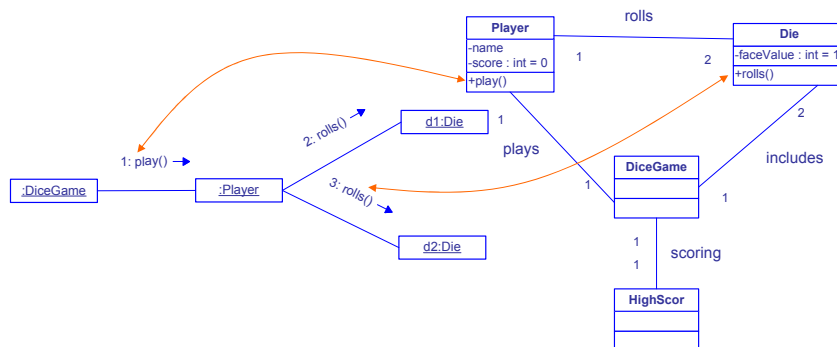 rolls
Player
-name
-score : int = 0
+play()
1
2
Die
-faceValue : int = 1
+rolls()
2: rolls()
d1:Die
1
plays
2
includes
1: play()
3: rolls()
DiceGame
:DiceGame
:Player
1
1
d2:Die
1
scoring
1
HighScor